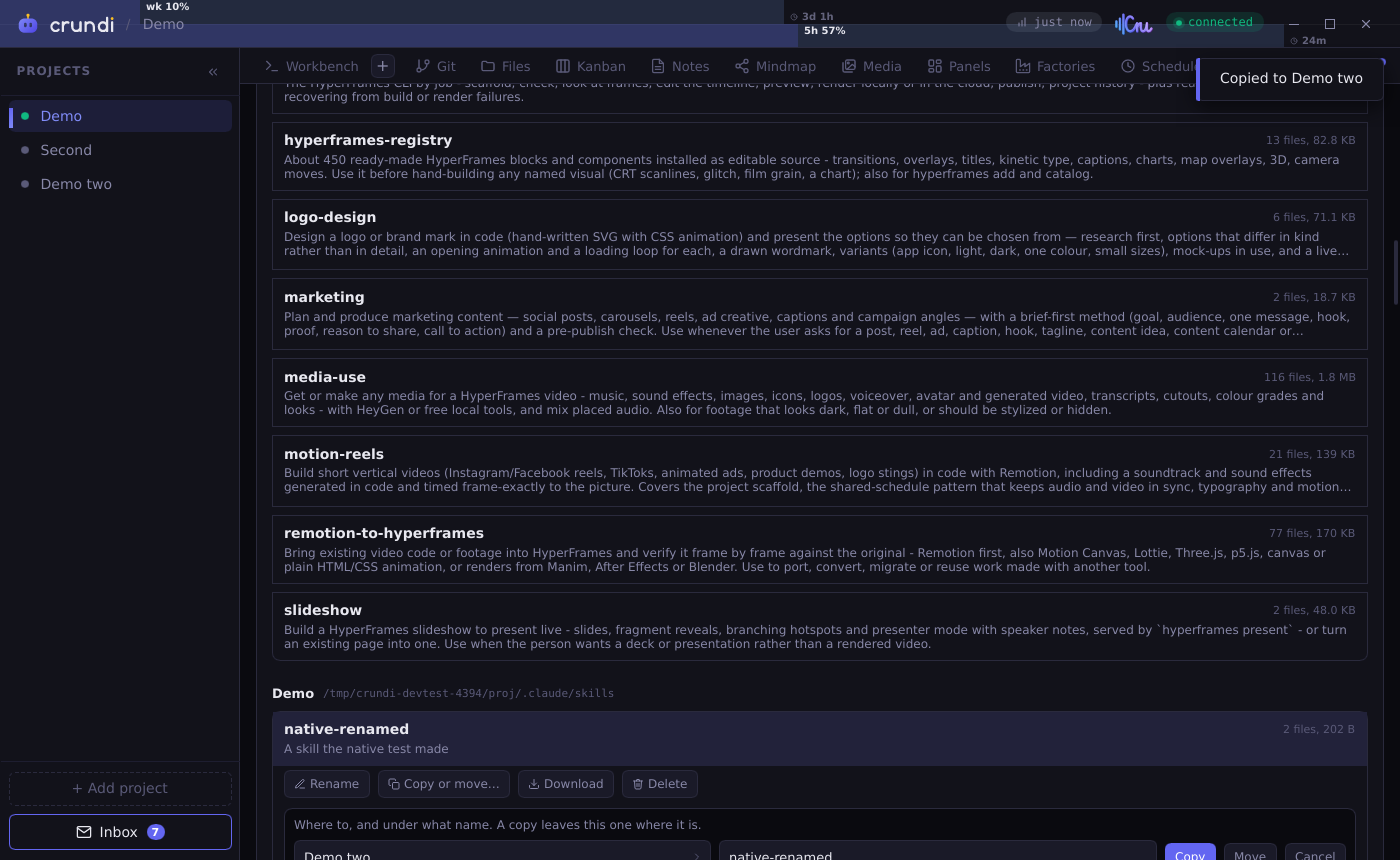 wk 10%
crundi / Demo
3d 1h
5h 57%
just now
Cru
connected
24m
PROJECTS «
Workbench + Git Files Kanban Notes Mindmap Media Panels Factories
Copied to Demo two
Demo
Second
Demo two
recovering from build or render failures.
hyperframes-registry 13 files, 82.8 KB
About 450 ready-made HyperFrames blocks and components installed as editable source - transitions, overlays, titles, kinetic type, captions, charts, map overlays, 3D, camera
moves. Use it before hand-building any named visual (CRT scanlines, glitch, film grain, a chart); also for hyperframes add and catalog.
logo-design 6 files, 71.1 KB
Design a logo or brand mark in code (hand-written SVG with CSS animation) and present the options so they can be chosen from — research first, options that differ in kind
rather than in detail, an opening animation and a loading loop for each, a drawn wordmark, variants (app icon, light, dark, one colour, small sizes), mock-ups in use, and a live…
marketing 2 files, 18.7 KB
Plan and produce marketing content — social posts, carousels, reels, ad creative, captions and campaign angles — with a brief-first method (goal, audience, one message, hook,
proof, reason to share, call to action) and a pre-publish check. Use whenever the user asks for a post, reel, ad, caption, hook, tagline, content idea, content calendar or…
media-use 116 files, 1.8 MB
Get or make any media for a HyperFrames video - music, sound effects, images, icons, logos, voiceover, avatar and generated video, transcripts, cutouts, colour grades and
looks - with HeyGen or free local tools, and mix placed audio. Also for footage that looks dark, flat or dull, or should be stylized or hidden.
motion-reels 21 files, 139 KB
Build short vertical videos (Instagram/Facebook reels, TikToks, animated ads, product demos, logo stings) in code with Remotion, including a soundtrack and sound effects
generated in code and timed frame-exactly to the picture. Covers the project scaffold, the shared-schedule pattern that keeps audio and video in sync, typography and motion…
remotion-to-hyperframes 77 files, 170 KB
Bring existing video code or footage into HyperFrames and verify it frame by frame against the original - Remotion first, also Motion Canvas, Lottie, Three.js, p5.js, canvas or
plain HTML/CSS animation, or renders from Manim, After Effects or Blender. Use to port, convert, migrate or reuse work made with another tool.
slideshow 2 files, 48.0 KB
Build a HyperFrames slideshow to present live - slides, fragment reveals, branching hotspots and presenter mode with speaker notes, served by `hyperframes present` - or turn
an existing page into one. Use when the person wants a deck or presentation rather than a rendered video.
Demo /tmp/crundi-devtest-4394/proj/.claude/skills
native-renamed 2 files, 202 B
A skill the native test made
Rename Copy or move… Download Delete
Where to, and under what name. A copy leaves this one where it is.
Demo two native-renamed Copy Move Cancel
+ Add project
Inbox 7